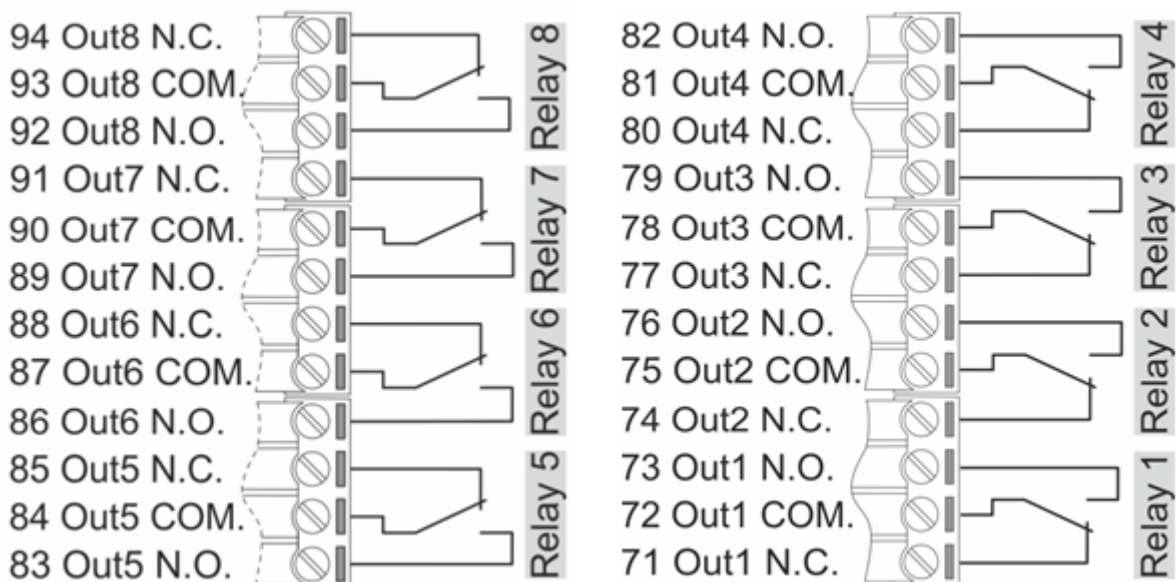 94 Out8 N.C.
93 Out8 COM.
92 Out8 N.O.
91 Out7 N.C.
90 Out7 COM.
89 Out7 N.O.
88 Out6 N.C.
87 Out6 COM.
86 Out6 N.O.
85 Out5 N.C.
84 Out5 COM.
83 Out5 N.O.
Relay 8
Relay 7
Relay 6
Relay 5
82 Out4 N.O.
81 Out4 COM.
80 Out4 N.C.
79 Out3 N.O.
78 Out3 COM.
77 Out3 N.C.
76 Out2 N.O.
75 Out2 COM.
74 Out2 N.C.
73 Out1 N.O.
72 Out1 COM.
71 Out1 N.C.
Relay 4
Relay 3
Relay 2
Relay 1